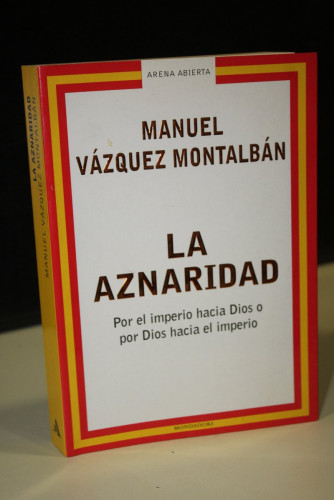 ARENA ABIERTA
MANUEL
VÁZQUEZ MONTALBÁN
LA
AZNARIDAD
Por el imperio hacia Dios o
por Dios hacia el imperio
MANUEL VÁZQUEZ MONTALBÁN
LA AZNARIDAD